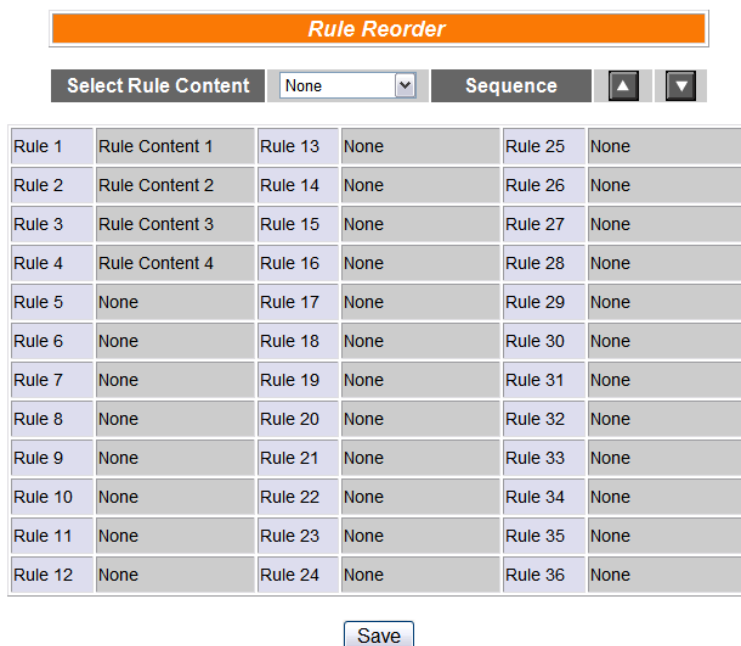 Rule Reorder
Select Rule Content None Sequence
Rule 1 Rule Content 1 Rule 13 None Rule 25 None
Rule 2 Rule Content 2 Rule 14 None Rule 26 None
Rule 3 Rule Content 3 Rule 15 None Rule 27 None
Rule 4 Rule Content 4 Rule 16 None Rule 28 None
Rule 5 None Rule 17 None Rule 29 None
Rule 6 None Rule 18 None Rule 30 None
Rule 7 None Rule 19 None Rule 31 None
Rule 8 None Rule 20 None Rule 32 None
Rule 9 None Rule 21 None Rule 33 None
Rule 10 None Rule 22 None Rule 34 None
Rule 11 None Rule 23 None Rule 35 None
Rule 12 None Rule 24 None Rule 36 None
Save